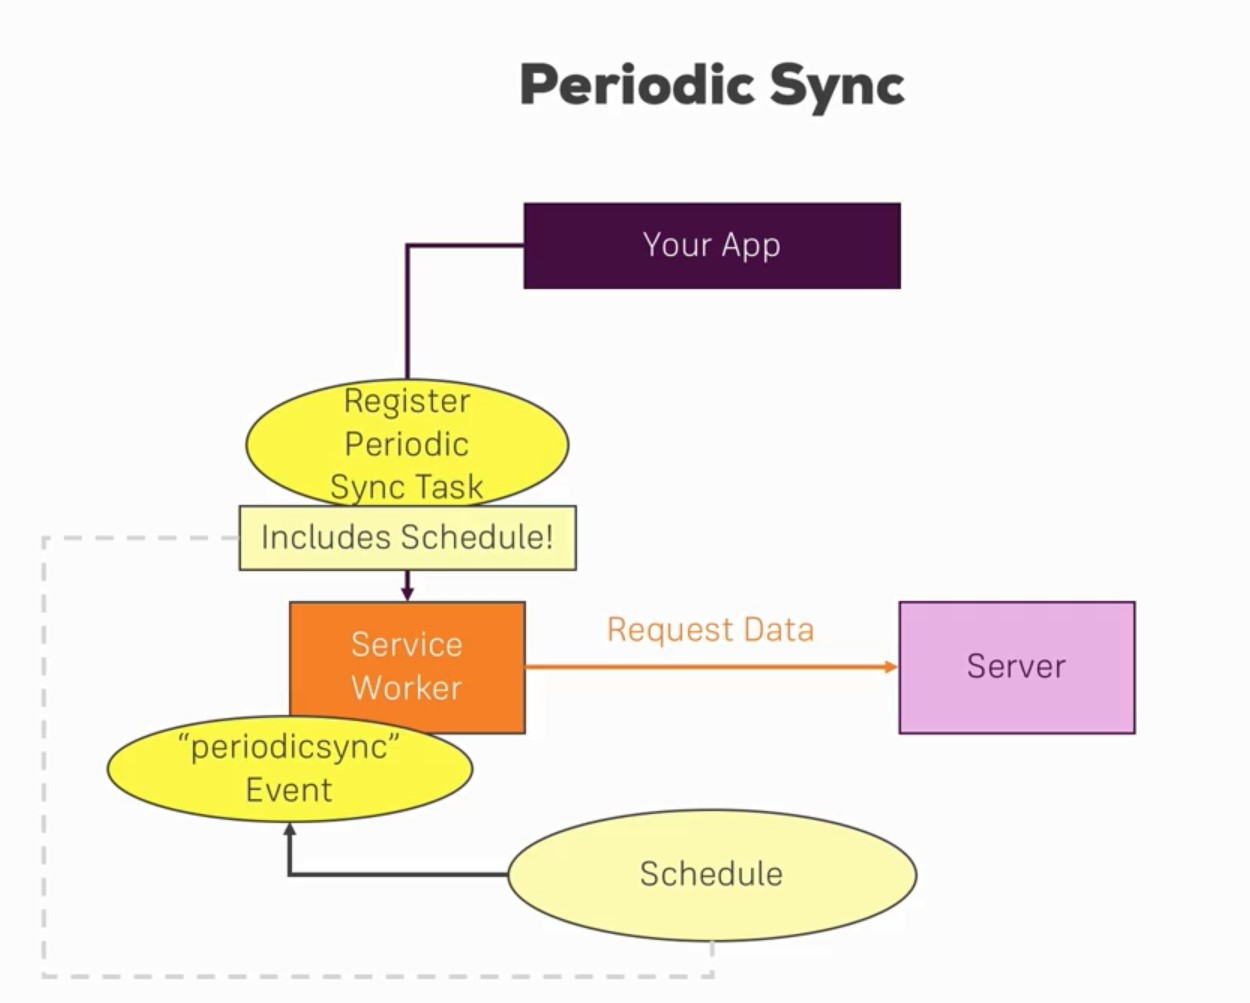 Periodic Sync
Your App
Register
Periodic
Sync Task
Includes Schedule!
Service
Worker
Request Data
Server
“periodicsync”
Event
Schedule